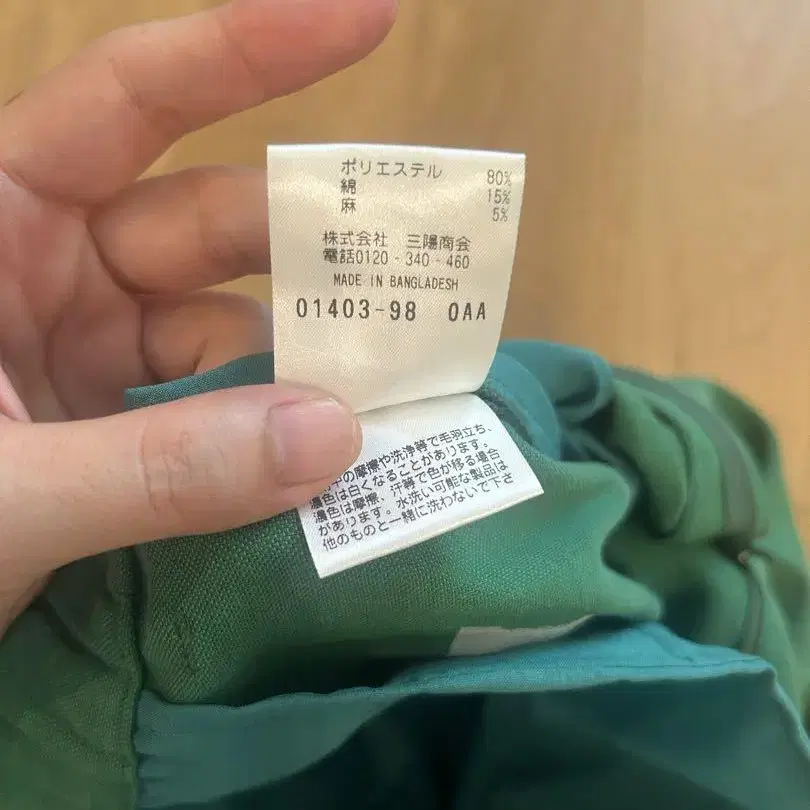 ポリエステル 80%
綿 15%
麻 5%
株式会社 三陽商会
電話0120-340-460
MADE IN BANGLADESH
01403-98 0AA
中の摩擦や洗浄等で毛羽立ち、
濃色は白くなることがあります。
濃色は摩擦、汗等で色が移る場合
があります。水洗い可能な製品は
他のものと一緒に洗わないで下さ